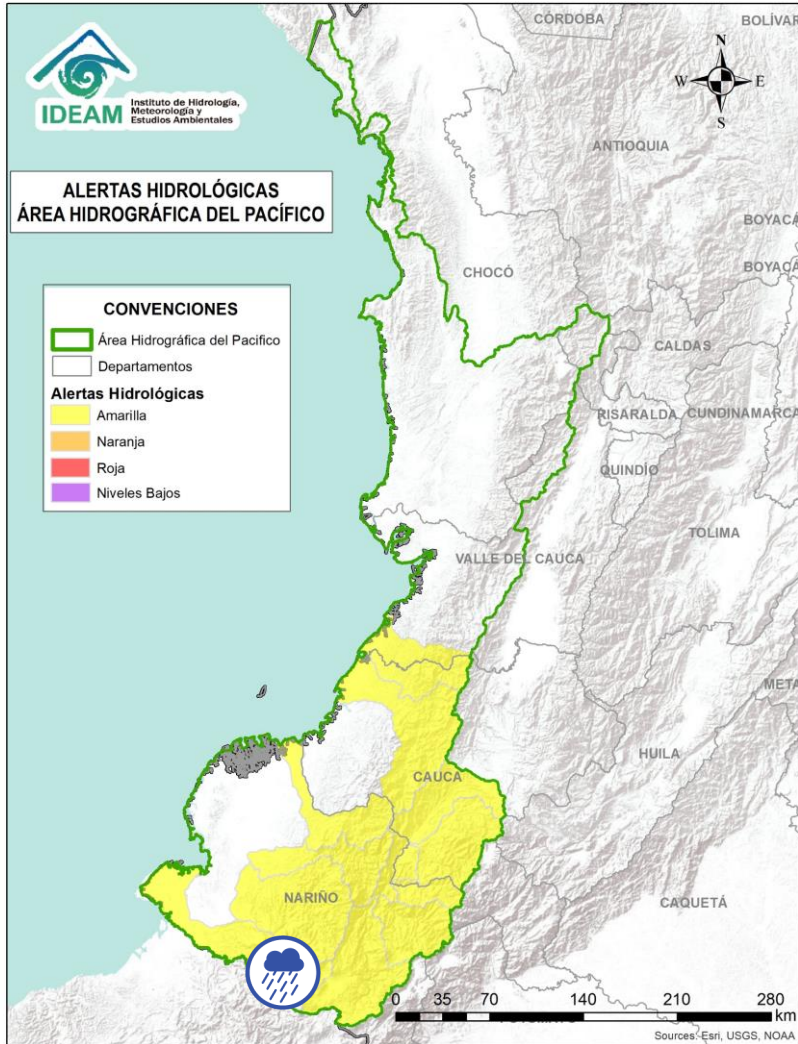 CÓRDOBA
BOLÍVAR
N
W
E
S
IDEAM
Instituto de Hidrología,
Meteorología y
Estudios Ambientales
ANTIOQUIA
ALERTAS HIDROLÓGICAS
ÁREA HIDROGRÁFICA DEL PACÍFICO
BOYACÁ
BOYACÁ
CHOCÓ
CONVENCIONES
Área Hidrográfica del Pacífico
Departamentos
Alertas Hidrológicas
Amarilla
Naranja
Roja
Niveles Bajos
CALDAS
RISARALDA
CUNDINAMARCA
QUINDÍO
TOLIMA
VALLE DEL CAUCA
META
HUILA
CAUCA
NARIÑO
CAQUETÁ
0 35 70 140 210 280
km
Sources: Esri, USGS, NOAA